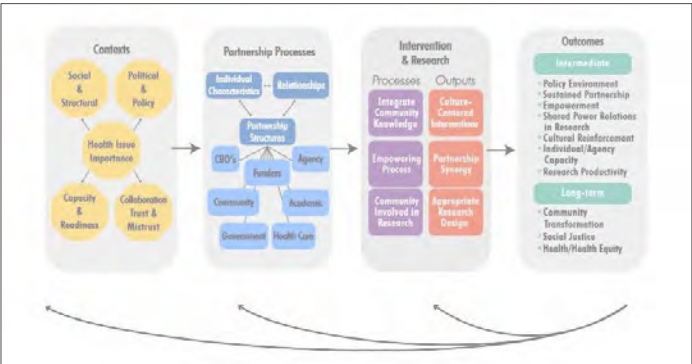 Contexts
Social
&
Structural
Political
&
Policy
Health Issue
Importance
Capacity
&
Readiness
Collaboration
Trust &
Mistrust
Partnership Processes
Individual
Characteristics
Relationships
Partnership
Structures
CBO's
Agency
Funders
Community
Academic
Government
Health Care
Intervention
& Research
Processes
Outputs
Integrate
Community
Knowledge
Culture-
Centered
Interventions
Empowering
Process
Partnership
Synergy
Community
Involved in
Research
Appropriate
Research
Design
Outcomes
Intermediate
• Policy Environment
• Sustained Partnership
• Empowerment
• Shared Power Relations
in Research
• Cultural Reinforcement
• Individual/Agency
Capacity
• Research Productivity
Long-term
• Community
Transformation
• Social Justice
• Health/Health Equity